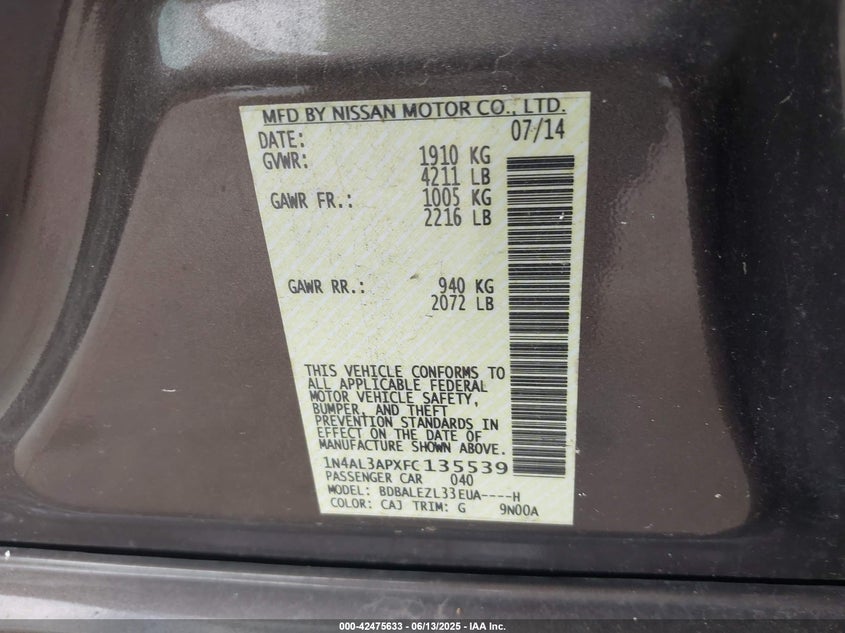 MFD BY NISSAN MOTOR CO., LTD.
DATE: 07/14
GVWR: 1910 KG
4211 LB
GAWR FR.: 1005 KG
2216 LB
GAWR RR.: 940 KG
2072 LB
THIS VEHICLE CONFORMS TO
ALL APPLICABLE FEDERAL
MOTOR VEHICLE SAFETY,
BUMPER, AND THEFT
PREVENTION STANDARDS IN
EFFECT ON THE DATE OF
MANUFACTURE SHOWN ABOVE.
1N4AL3APXFC135539
PASSENGER CAR 040
MODEL: BDBALEZL33EUA----H
COLOR: CAJ TRIM: G 9N00A
000-42475633 - 06/13/2025 - IAA Inc.